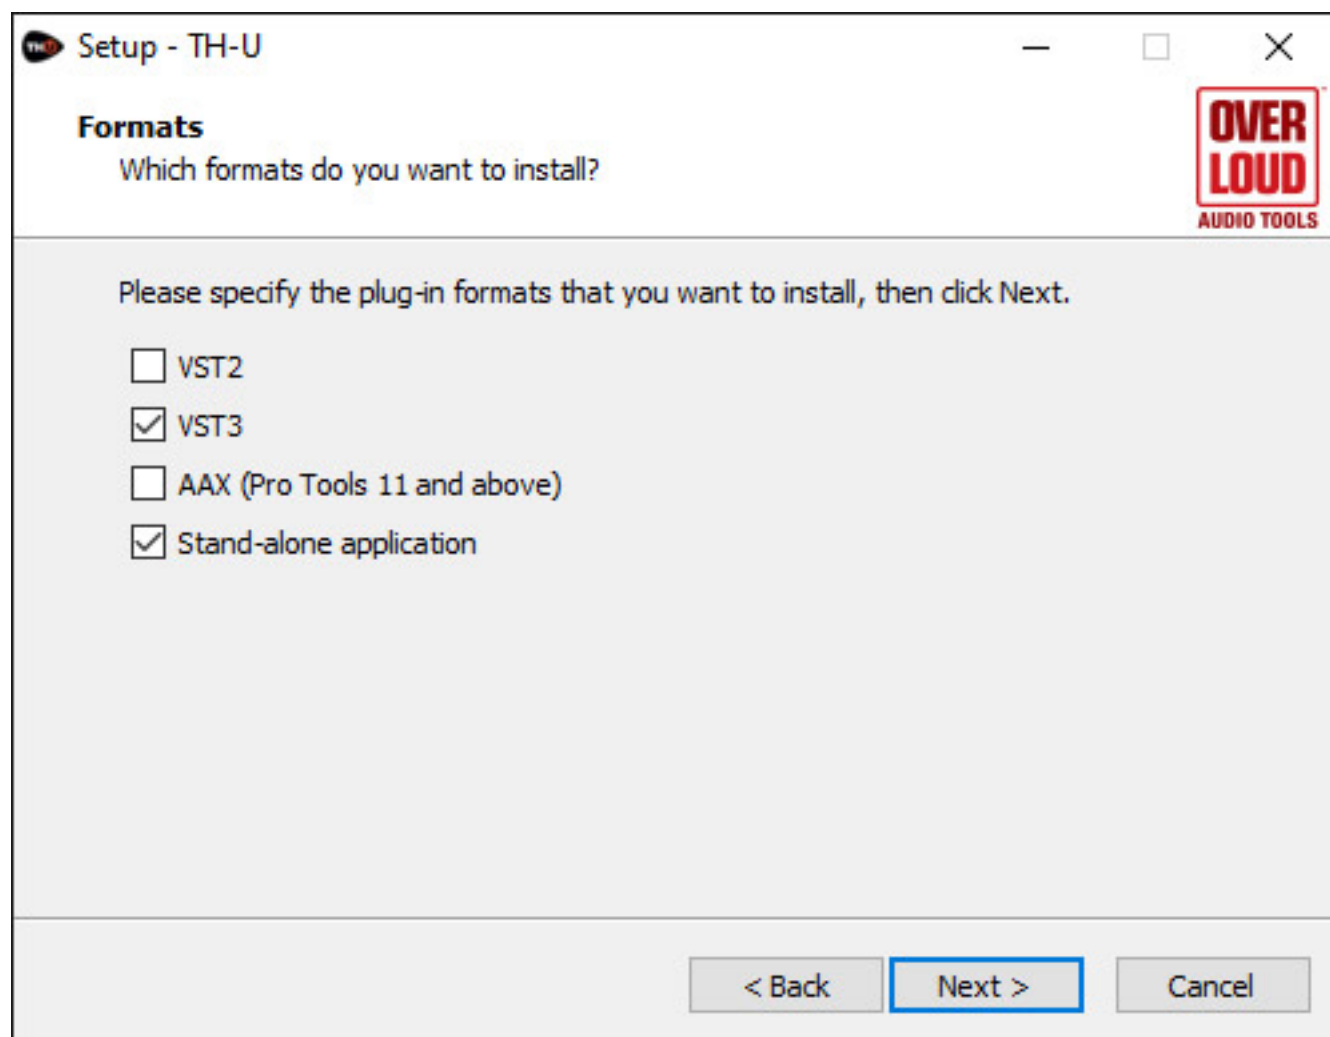 TH-U
Setup - TH-U
Formats
Which formats do you want to install?
OVER
LOUD
AUDIO TOOLS
Please specify the plug-in formats that you want to install, then click Next.
VST2
VST3
AAX (Pro Tools 11 and above)
Stand-alone application
< Back
Next >
Cancel